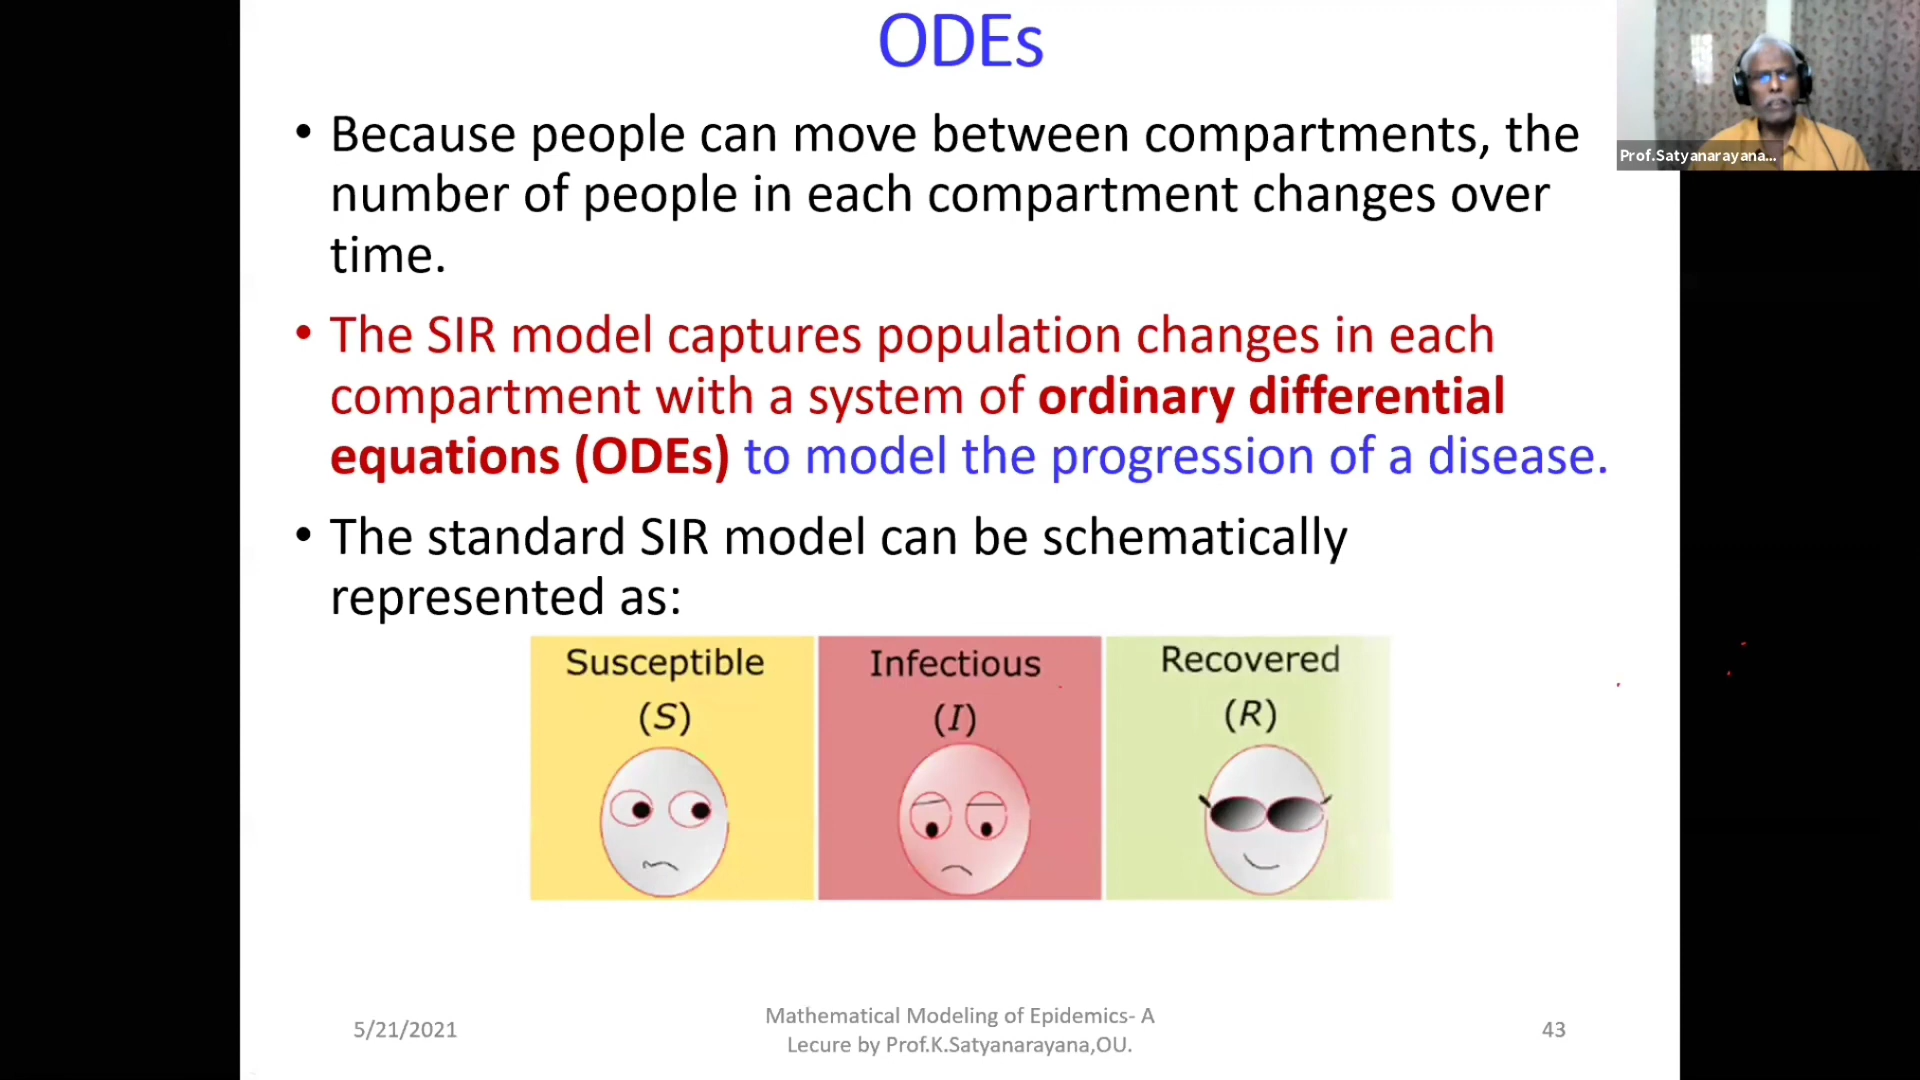 ODEs
Prof.Satyanarayana...
• Because people can move between compartments, the
number of people in each compartment changes over
time.
• The SIR model captures population changes in each
compartment with a system of ordinary differential
equations (ODEs) to model the progression of a disease.
• The standard SIR model can be schematically
represented as:
Susceptible
(S)
Infectious
(I)
Recovered
(R)
5/21/2021
Mathematical Modeling of Epidemics- A
Lecure by Prof.K.Satyanarayana,OU.
43